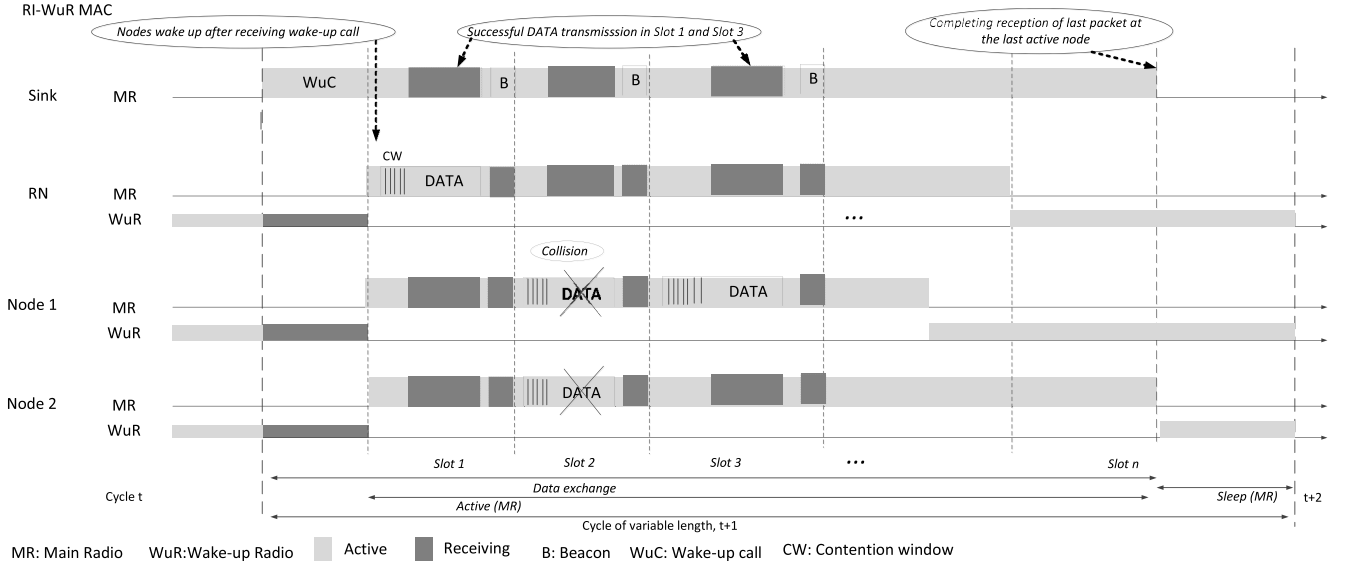 RI-WuR MAC
Nodes wake up after receiving wake-up call
Successful DATA transmisssion in Slot 1 and Slot 3
Completing reception of last packet at
the last active node
Sink
MR
WuC
B
B
B
CW
RN
MR
DATA
WuR
...
Collision
Node 1
MR
DATA
DATA
WuR
Node 2
MR
DATA
WuR
Slot 1
Slot 2
Slot 3
...
Slot n
Data exchange
Cycle t
Active (MR)
Sleep (MR)
t+2
Cycle of variable length, t+1
MR: Main Radio
WuR:Wake-up Radio
Active
Receiving
B: Beacon
WuC: Wake-up call
CW: Contention window